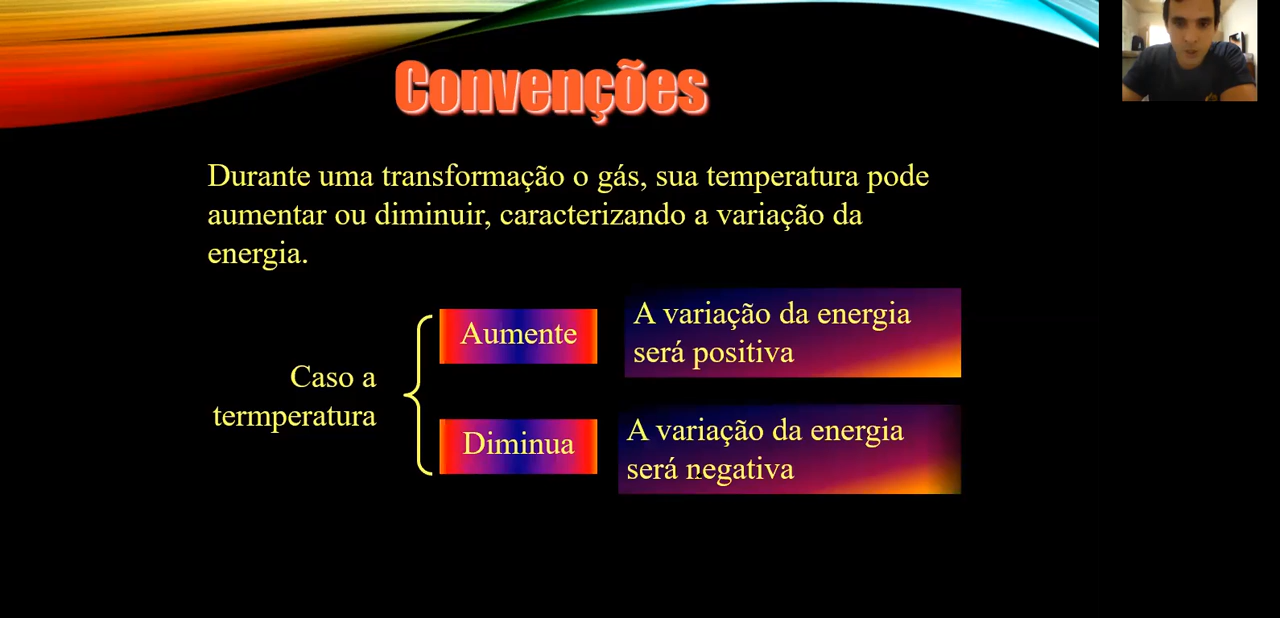 Convenções
Durante uma transformação o gás, sua temperatura pode
aumentar ou diminuir, caracterizando a variação da
energia.
Caso a
termperatura
Aumente
A variação da energia
será positiva
Diminua
A variação da energia
será negativa